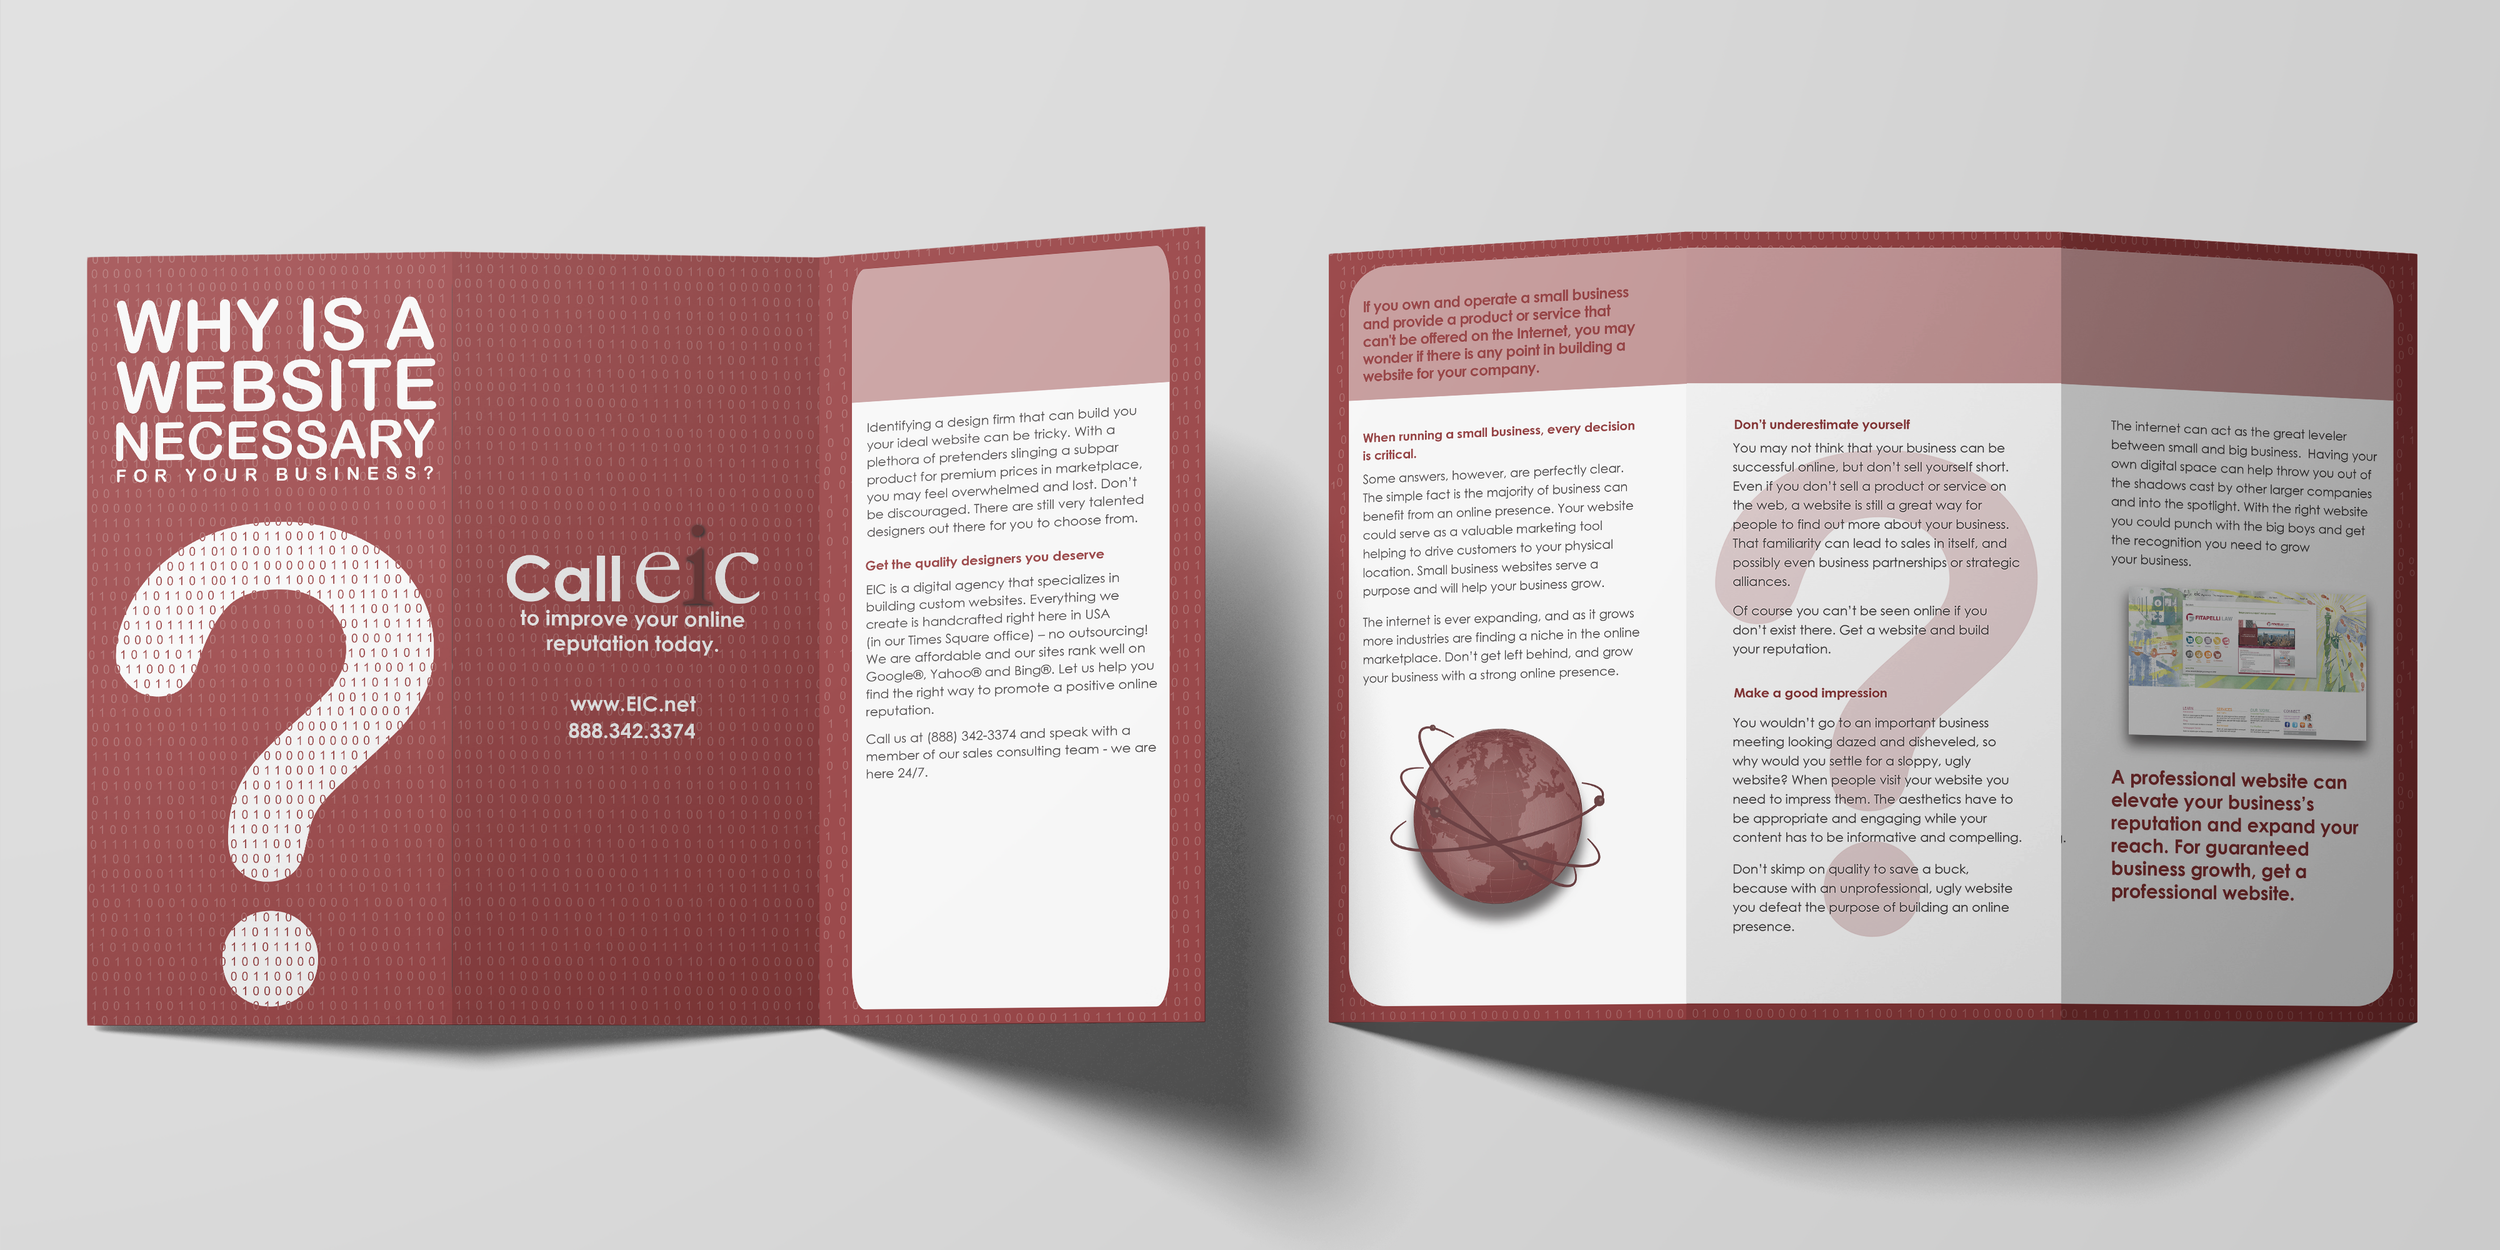 WHY IS A
WEBSITE
NECESSARY
FOR YOUR BUSINESS?
Call eic
to improve your online
reputation today.
www.EIC.net
888.342.3374
Identifying a design firm that can build you
your ideal website can be tricky. With a
plethora of pretenders slinging a subpar
product for premium prices in marketplace,
you may feel overwhelmed and lost. Don't
be discouraged. There are still very talented
designers out there for you to choose from.
Get the quality designers you deserve
EIC is a digital agency that specializes in
building custom websites. Everything we
create is handcrafted right here in USA
(in our Times Square office) – no outsourcing!
We are affordable and our sites rank well on
Google®, Yahoo® and Bing®. Let us help you
find the right way to promote a positive online
reputation.
Call us at (888) 342-3374 and speak with a
member of our sales consulting team - we are
here 24/7.
If you own and operate a small business
and provide a product or service that
can't be offered on the Internet, you may
wonder if there is any point in building a
website for your company.
When running a small business, every decision
is critical.
Some answers, however, are perfectly clear.
The simple fact is the majority of business can
benefit from an online presence. Your website
could serve as a valuable marketing tool
helping to drive customers to your physical
location. Small business websites serve a
purpose and will help your business grow.
The internet is ever expanding, and as it grows
more industries are finding a niche in the online
marketplace. Don't get left behind, and grow
your business with a strong online presence.
Don't underestimate yourself
You may not think that your business can be
successful online, but don't sell yourself short.
Even if you don't sell a product or service on
the web, a website is still a great way for
people to find out more about your business.
That familiarity can lead to sales in itself, and
possibly even business partnerships or strategic
alliances.
Of course you can't be seen online if you
don't exist there. Get a website and build
your reputation.
Make a good impression
You wouldn't go to an important business
meeting looking dazed and disheveled, so
why would you settle for a sloppy, ugly
website? When people visit your website you
need to impress them. The aesthetics have to
be appropriate and engaging while your
content has to be informative and compelling.
Don't skimp on quality to save a buck,
because with an unprofessional, ugly website
you defeat the purpose of building an online
presence.
The internet can act as the great leveler
between small and big business. Having your
own digital space can help throw you out of
the shadows cast by other larger companies
and into the spotlight. With the right website
you could punch with the big boys and get
the recognition you need to grow
your business.
FITAPELLI LAW
A professional website can
elevate your business's
reputation and expand your
reach. For guaranteed
business growth, get a
professional website.